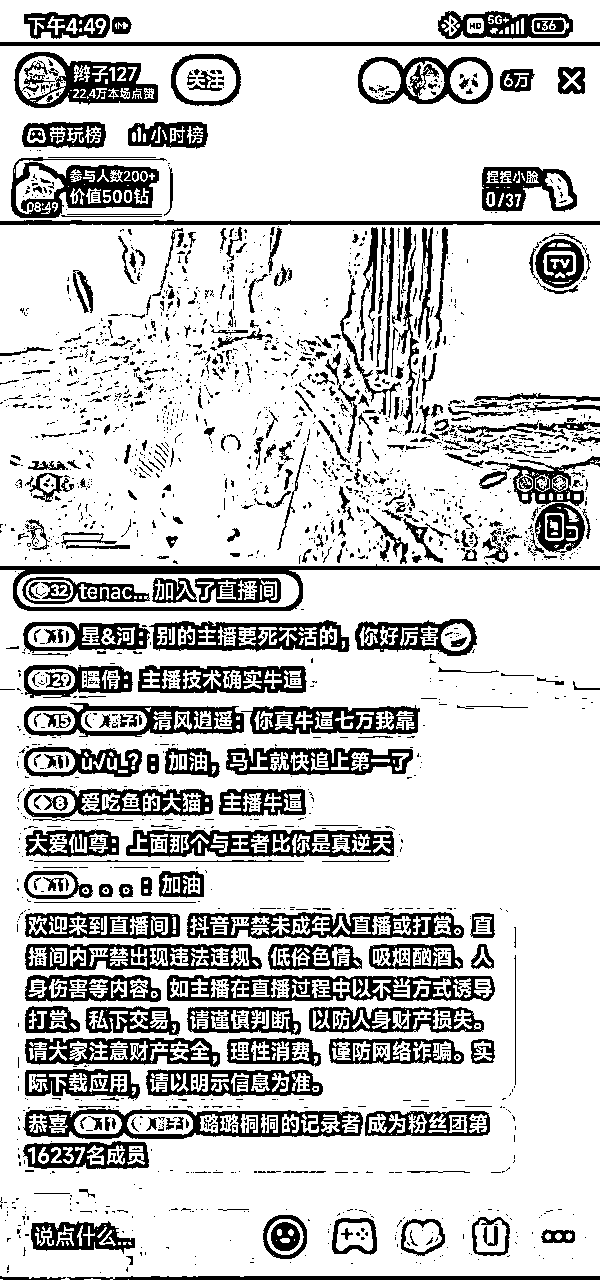 下午4:49
HD 5G+ 36
辫子127
22.4万本场点赞
关注
6万
带玩榜 小时榜
参与人数200+
价值500钻
08:49
捏捏小脸
0/37
TV
32 tenac... 加入了直播间
11 星&河：别的主播要死不活的，你好厉害
29 主播技术确实牛逼
15 辫子1 清风逍遥：你真牛逼七万我靠
11 ù√ú_?：加油，马上就快追上第一了
8 爱吃鱼的大猫：主播牛逼
大爱仙尊：上面那个与王者比你是真逆天
11 。。。：加油
欢迎来到直播间！抖音严禁未成年人直播或打赏。直
播间内严禁出现违法违规、低俗色情、吸烟酗酒、人
身伤害等内容。如主播在直播过程中以不当方式诱导
打赏、私下交易，请谨慎判断，以防人身财产损失。
请大家注意财产安全，理性消费，谨防网络诈骗。实
际下载应用，请以明示信息为准。
恭喜 11 辫子1 璐璐桐桐的记录者 成为粉丝团第
16237名成员
说点什么...